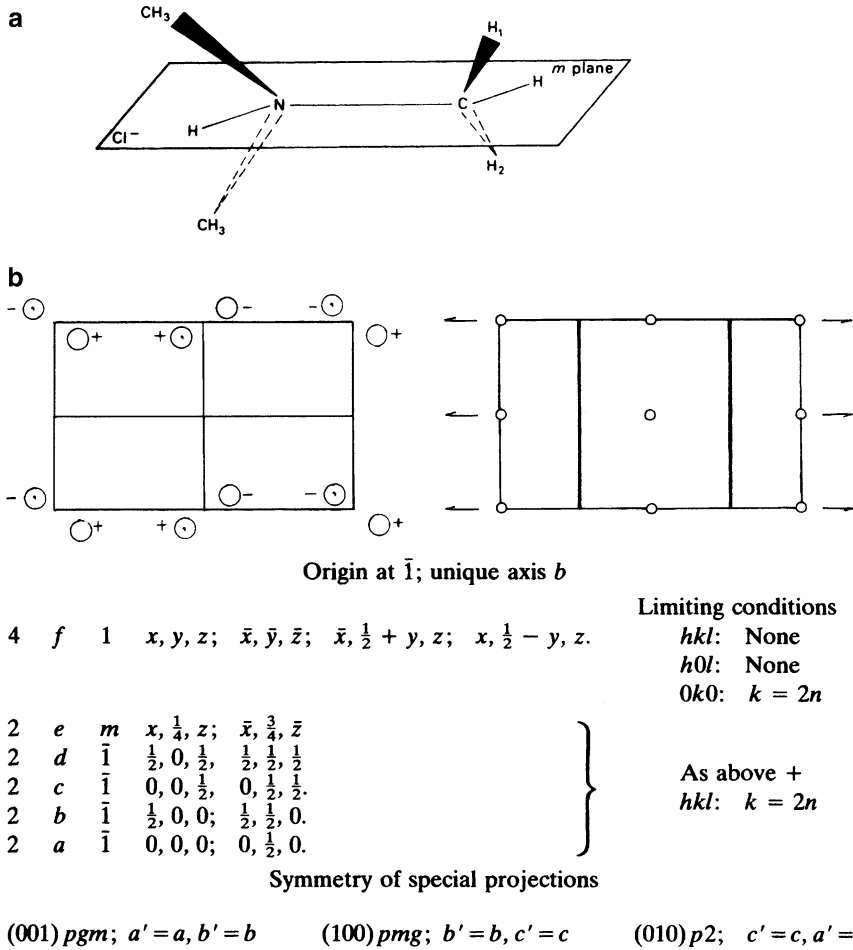 a
CH₃
H₁
m plane
H
N
C
H
Cl⁻
H₂
CH₃
b
- - + + - + + +
- - + + - + + +
Origin at 1̄; unique axis b
Limiting conditions
4 f 1 x, y, z; x̄, ȳ, z̄; x̄, ½ + y, z; x, ½ − y, z. hkl: None
h0l: None
0k0: k = 2n
2 e m x, ¼, z; x̄, ¾, z̄
2 d 1̄ ½, 0, ½, ½, ½, ½
2 c 1̄ 0, 0, ½, 0, ½, ½.
As above +
2 b 1̄ ½, 0, 0; ½, ½, 0. hkl: k = 2n
2 a 1̄ 0, 0, 0; 0, ½, 0.
Symmetry of special projections
(001) pgm; a′ = a, b′ = b (100) pmg; b′ = b, c′ = c (010) p2; c′ = c, a′ =